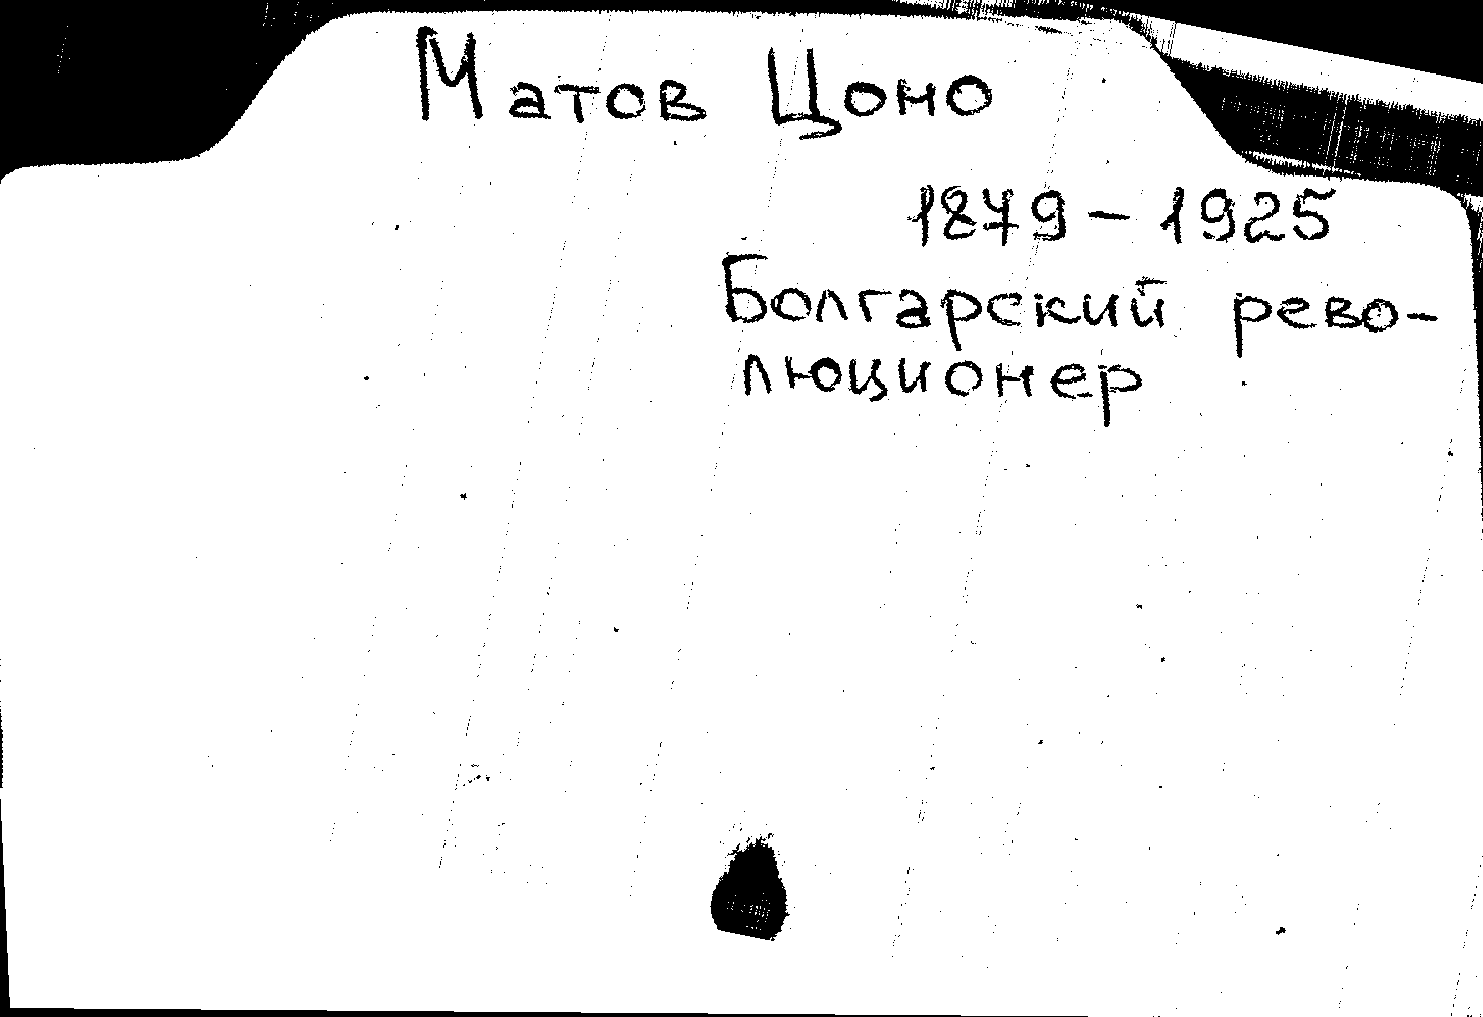 Матов Цоно
1879 – 1925
Болгарский рево-
люционер